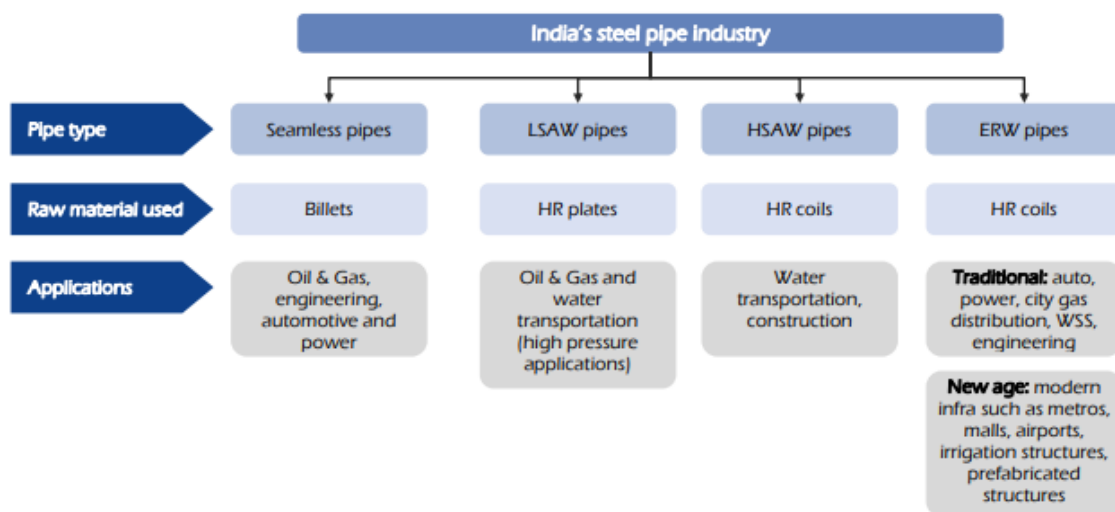 India's steel pipe industry
Pipe type
Seamless pipes
LSAW pipes
HSAW pipes
ERW pipes
Raw material used
Billets
HR plates
HR coils
HR coils
Applications
Oil & Gas,
engineering,
automotive and
power
Oil & Gas and
water
transportation
(high pressure
applications)
Water
transportation,
construction
Traditional: auto,
power, city gas
distribution, WSS,
engineering
New age: modern
infra such as metros,
malls, airports,
irrigation structures,
prefabricated
structures